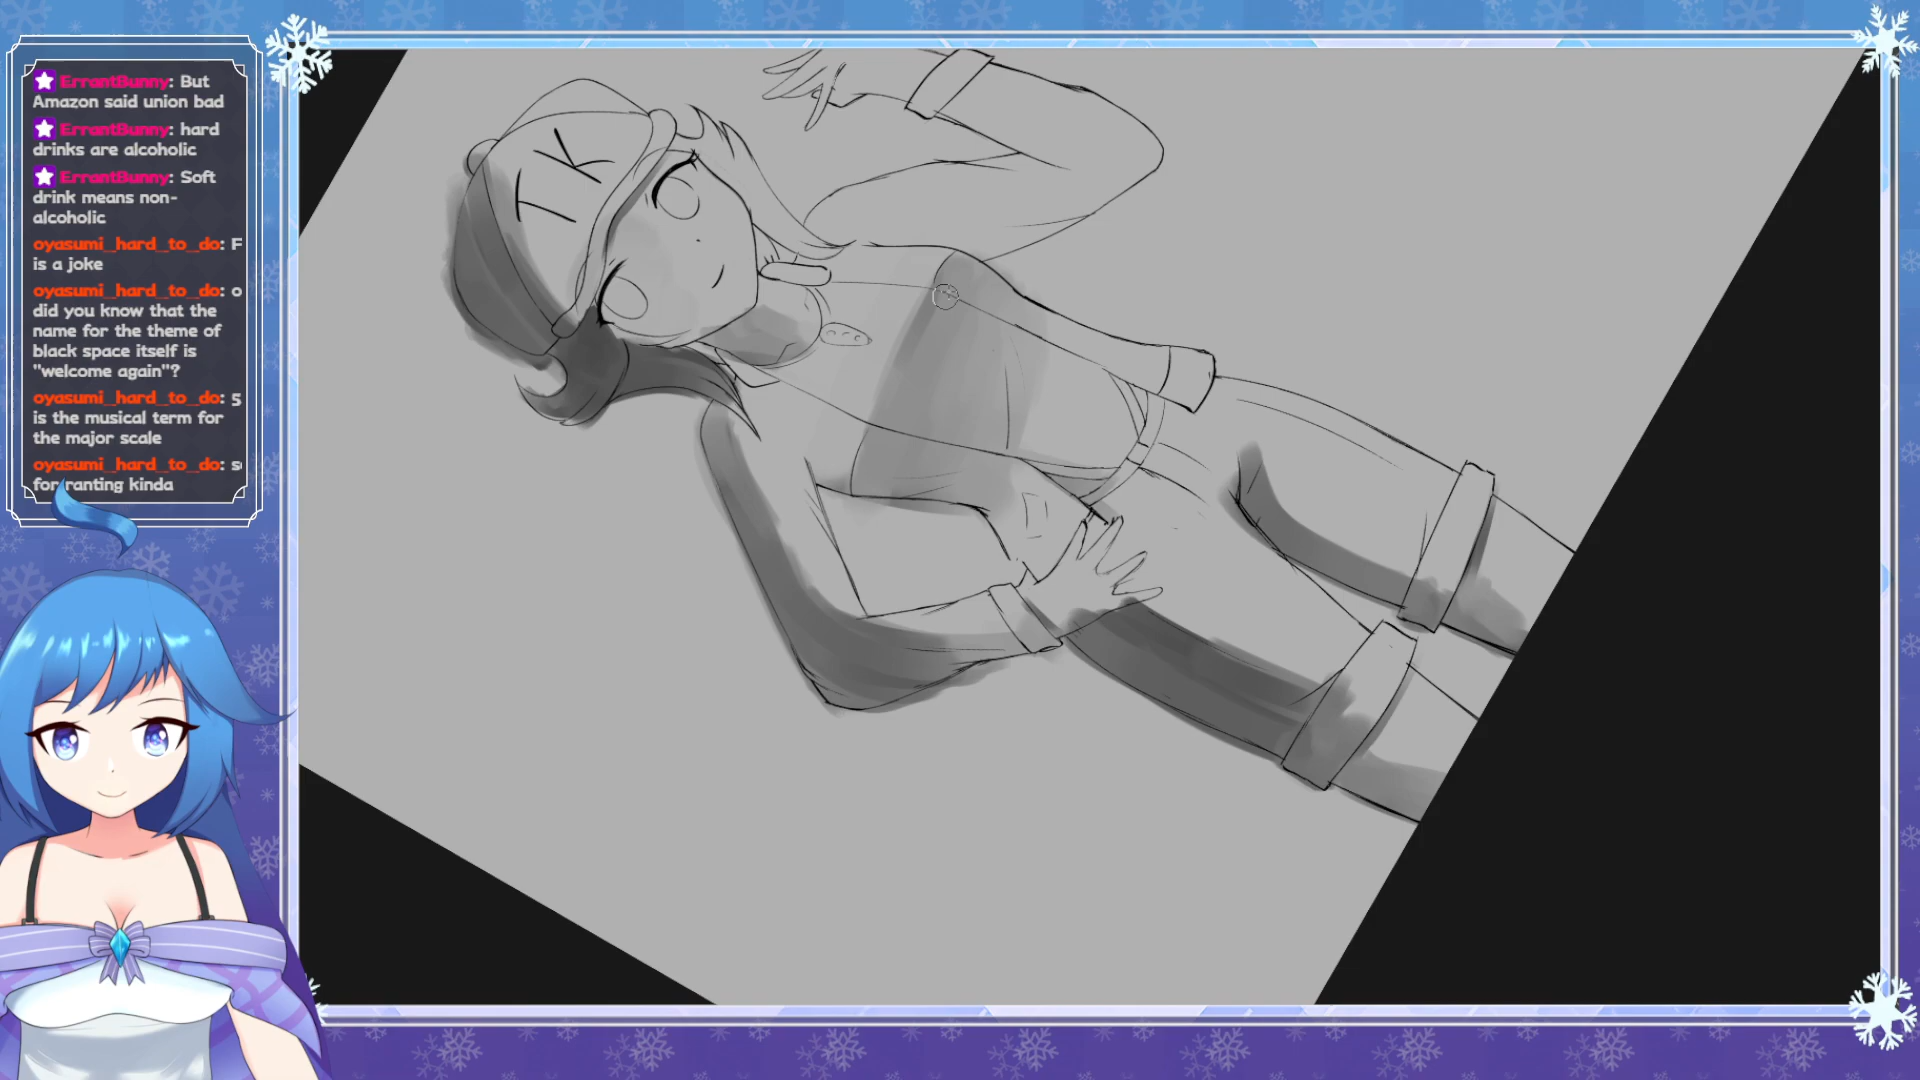 ErrantBunny: But
Amazon said union bad
ErrantBunny: hard
drinks are alcoholic
ErrantBunny: Soft
drink means non-
alcoholic
oyasumi_hard_to_do: F
is a joke
oyasumi_hard_to_do: o
did you know that the
name for the theme of
black space itself is
"welcome again"?
oyasumi_hard_to_do: 5
is the musical term for
the major scale
oyasumi_hard_to_do: s
for ranting kinda
TK